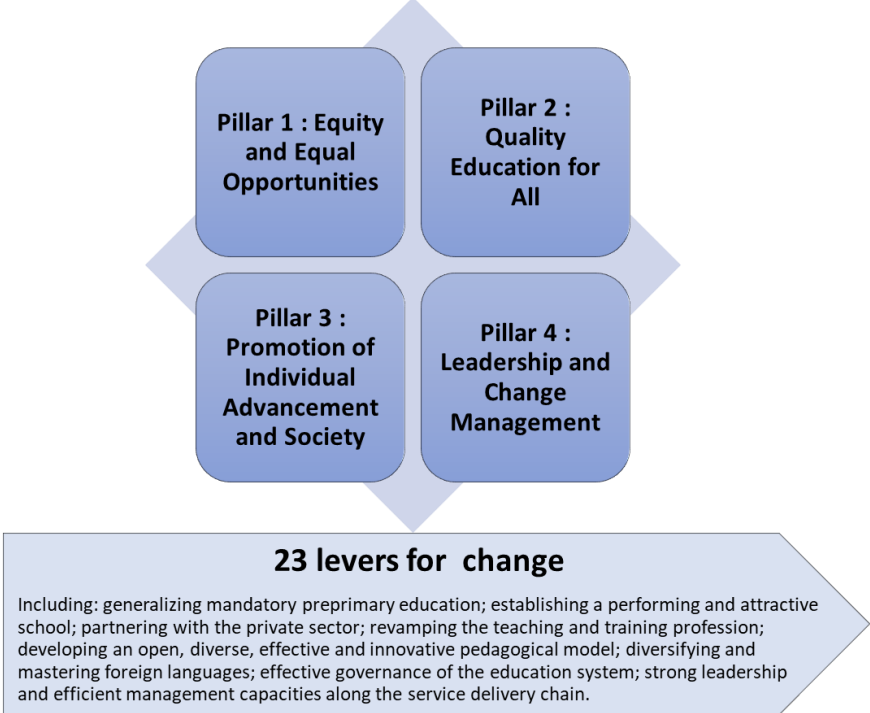 Pillar 1 : Equity
and Equal
Opportunities
Pillar 2 :
Quality
Education for
All
Pillar 3 :
Promotion of
Individual
Advancement
and Society
Pillar 4 :
Leadership and
Change
Management
23 levers for  change
Including: generalizing mandatory preprimary education; establishing a performing and attractive
school; partnering with the private sector; revamping the teaching and training profession;
developing an open, diverse, effective and innovative pedagogical model; diversifying and
mastering foreign languages; effective governance of the education system; strong leadership
and efficient management capacities along the service delivery chain.